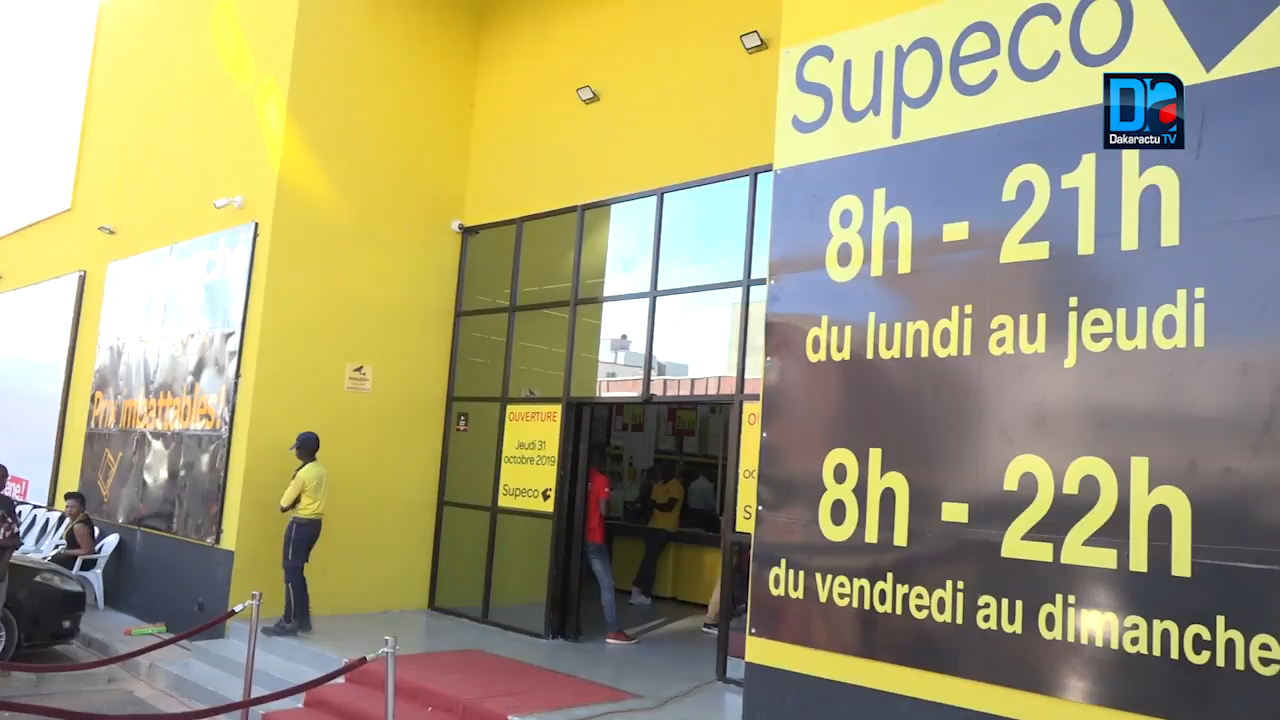 Supeco
8h - 21h
du lundi au jeudi
8h - 22h
du vendredi au dimanche
Dakaractu TV
Prix imbattables!
OUVERTURE
Jeudi 31
octobre 2019
Supeco